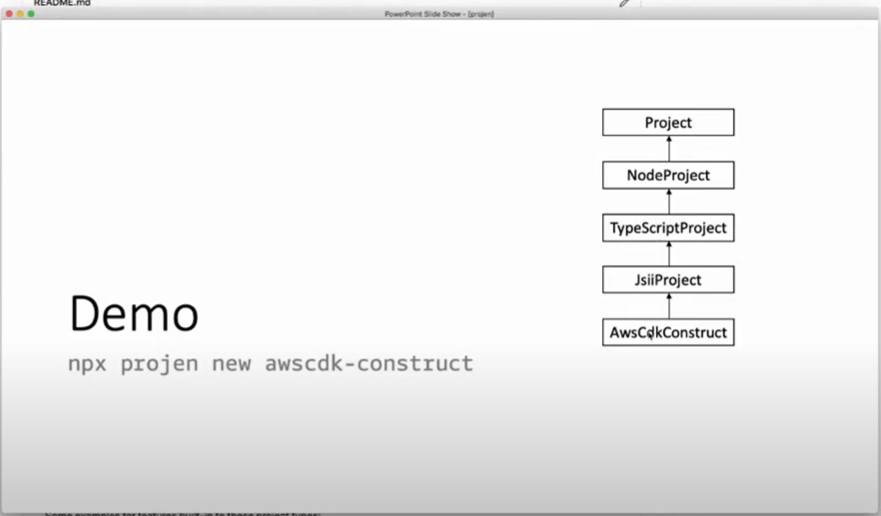 README.md
PowerPoint Slide Show - [projen]
Project
NodeProject
TypeScriptProject
JsiiProject
AwsCdkConstruct
Demo
npx projen new awscdk-construct
Some examples for features built-in to these project types: